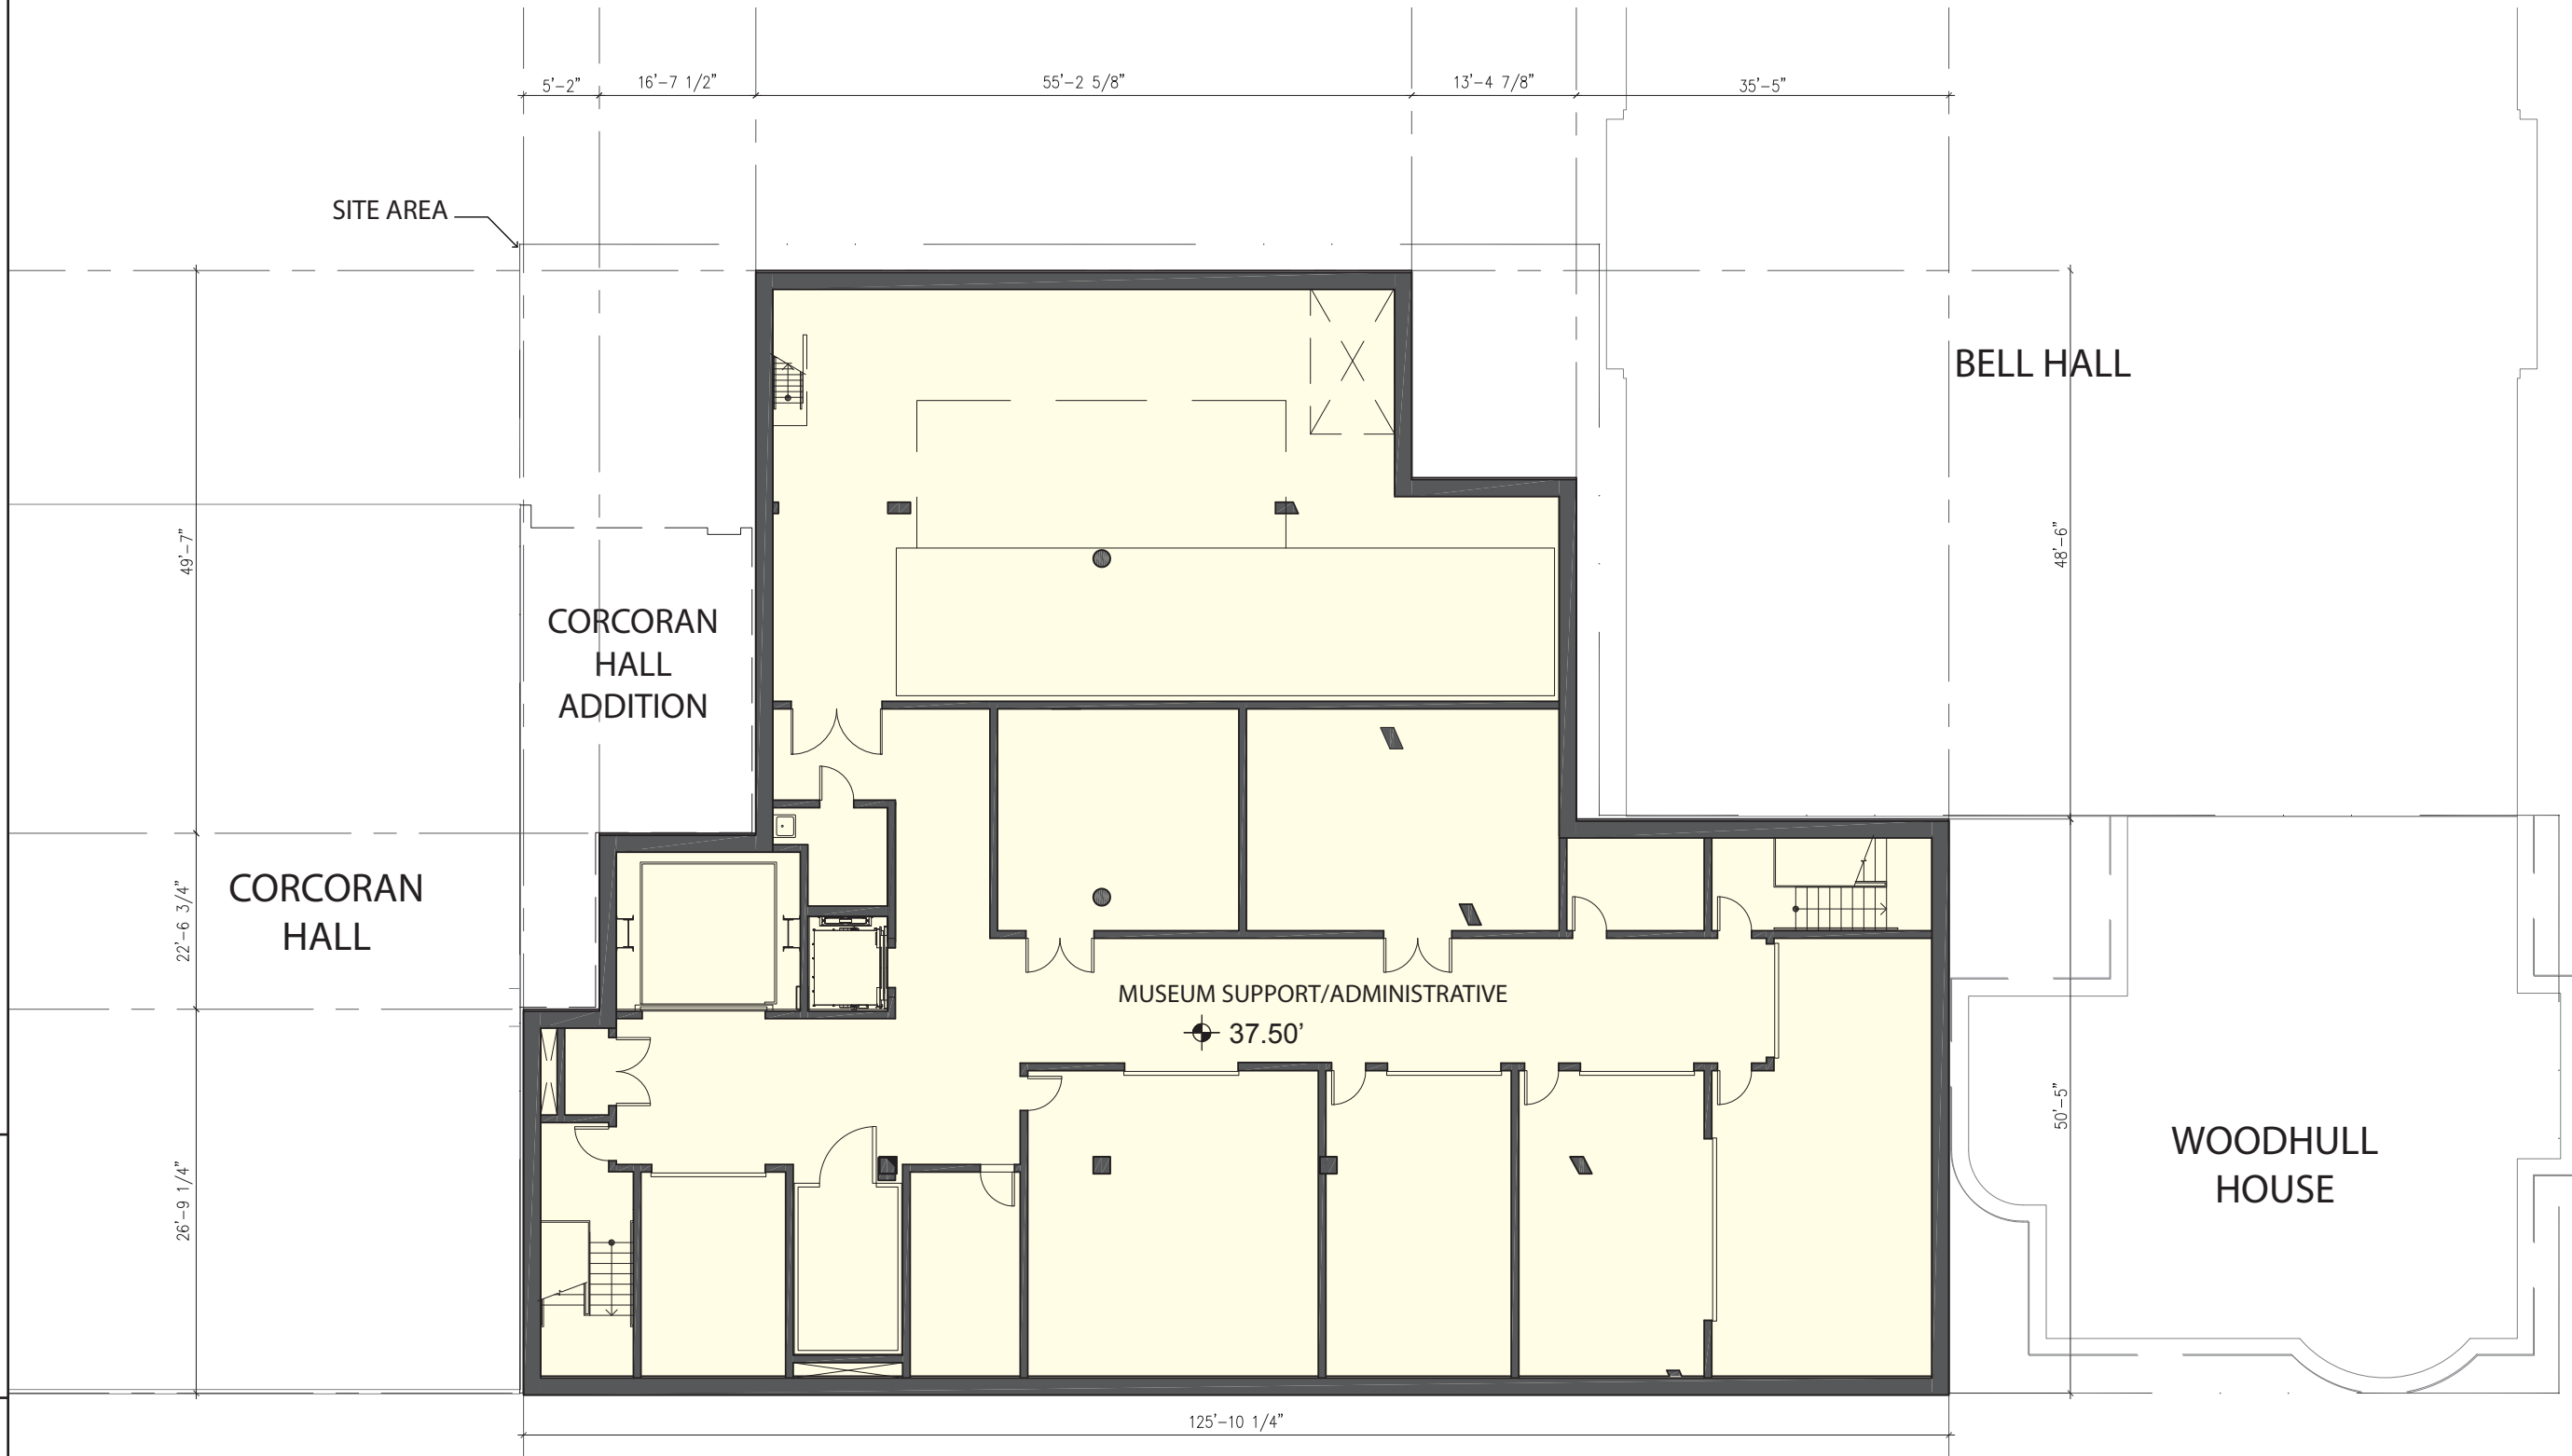 5'-2"
16'-7 1/2"
55'-2 5/8"
13'-4 7/8"
35'-5"
SITE AREA
BELL HALL
49'-7"
48'-6"
CORCORAN
HALL
ADDITION
CORCORAN
HALL
22'-6 3/4"
MUSEUM SUPPORT/ADMINISTRATIVE
37.50'
26'-9 1/4"
50'-5"
WOODHULL
HOUSE
125'-10 1/4"